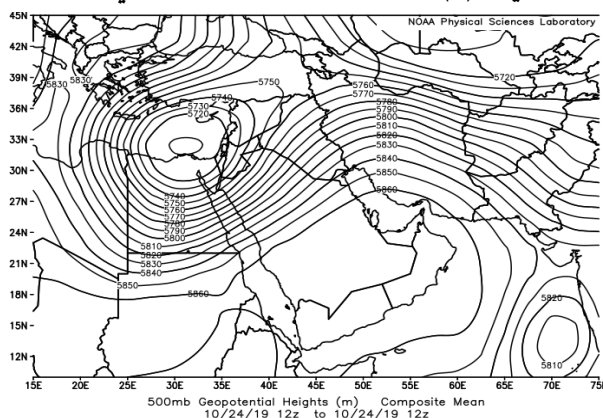 NOAA Physical Sciences Laboratory
45N
42N
39N
36N
33N
30N
27N
24N
21N
18N
15N
12N
5830
5830
5740
5750
5730
5720
5720
5760
5770
5780
5790
5800
5810
5820
5830
5840
5850
5860
5740
5750
5760
5770
5780
5790
5800
5810
5820
5830
5840
5850
5860
5820
5810
15E 20E 25E 30E 35E 40E 45E 50E 55E 60E 65E 70E 75E
500mb Geopotential Heights (m) Composite Mean
10/24/19 12z to 10/24/19 12z